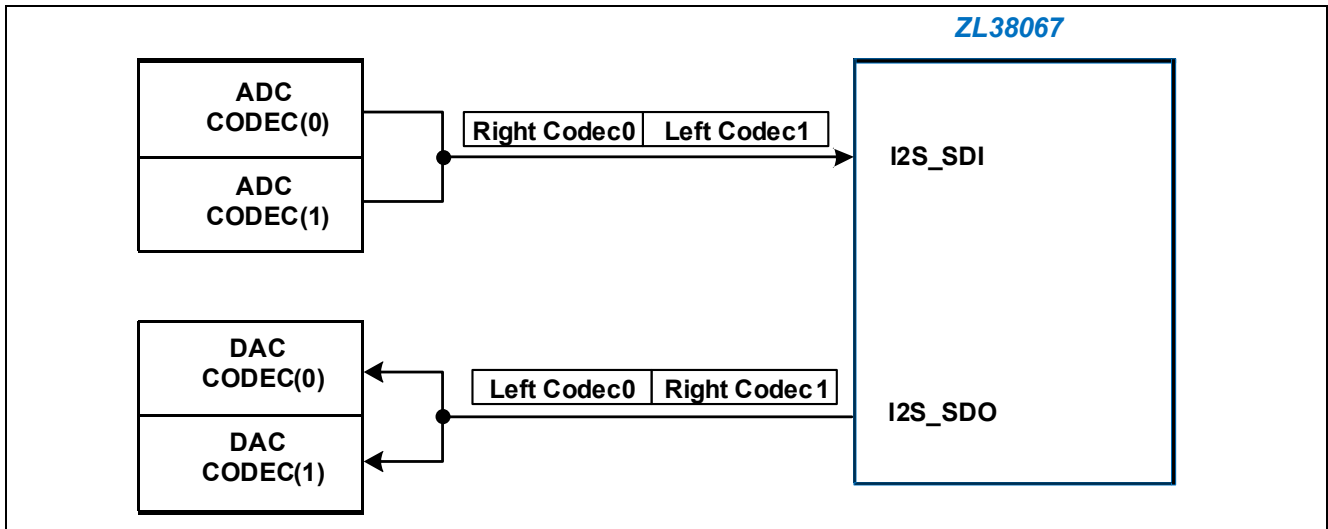 ZL38067
ADC
CODEC(0)
ADC
CODEC(1)
Right Codec0 Left Codec1
I2S_SDI
DAC
CODEC(0)
DAC
CODEC(1)
Left Codec0 Right Codec1
I2S_SDO